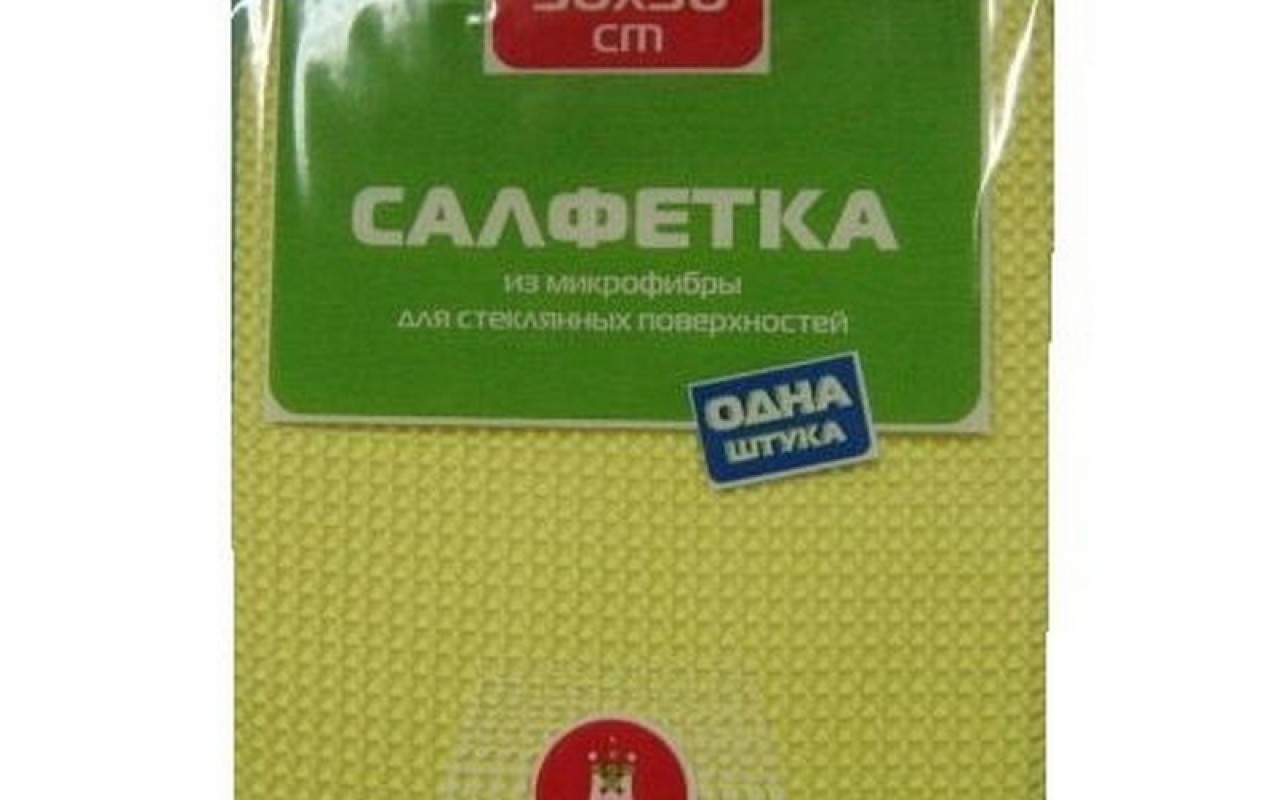 cm
САЛФЕТКА
из микрофибры
для стеклянных поверхностей
ОДНА
ШТУКА